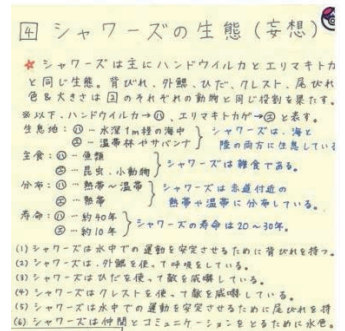 4 シャワーズの生態(妄想)
☆ シャワーズは主にハンドウイルカとエリマキトカ
と同じ生態。背びれ、外鰓、ひだ、クレスト、尾びれ
色&大きさは②のそれぞれの動物と同じ役割を果たす。
※以下、ハンドウイルカ→ハ、エリマキトカゲ→エと表す。
生息地:ハ…水深1m程の海中
エ…温帯林やサバンナ
シャワーズは、海と
陸の両方に生息してい
主食:ハ…魚類
エ…昆虫、小動物
シャワーズは雑食である。
分布:ハ…熱帯〜温帯
エ…熱帯
シャワーズは赤道付近の
熱帯や温帯に分布している。
寿命:ハ…約40年
エ…約10年
シャワーズの寿命は20〜30年。
(1) シャワーズは水中での運動を安定させるために背びれを持つ。
(2) シャワーズは、外鰓を使って呼吸をしている。
(3) シャワーズはひだを使って敵を威嚇している。
(4) シャワーズはクレストを使って敵を威嚇している。
(5) シャワーズは水中での運動を安定させるために尾びれを持
(6) シャワーズは仲間とコミュニケーションをとるために水色。